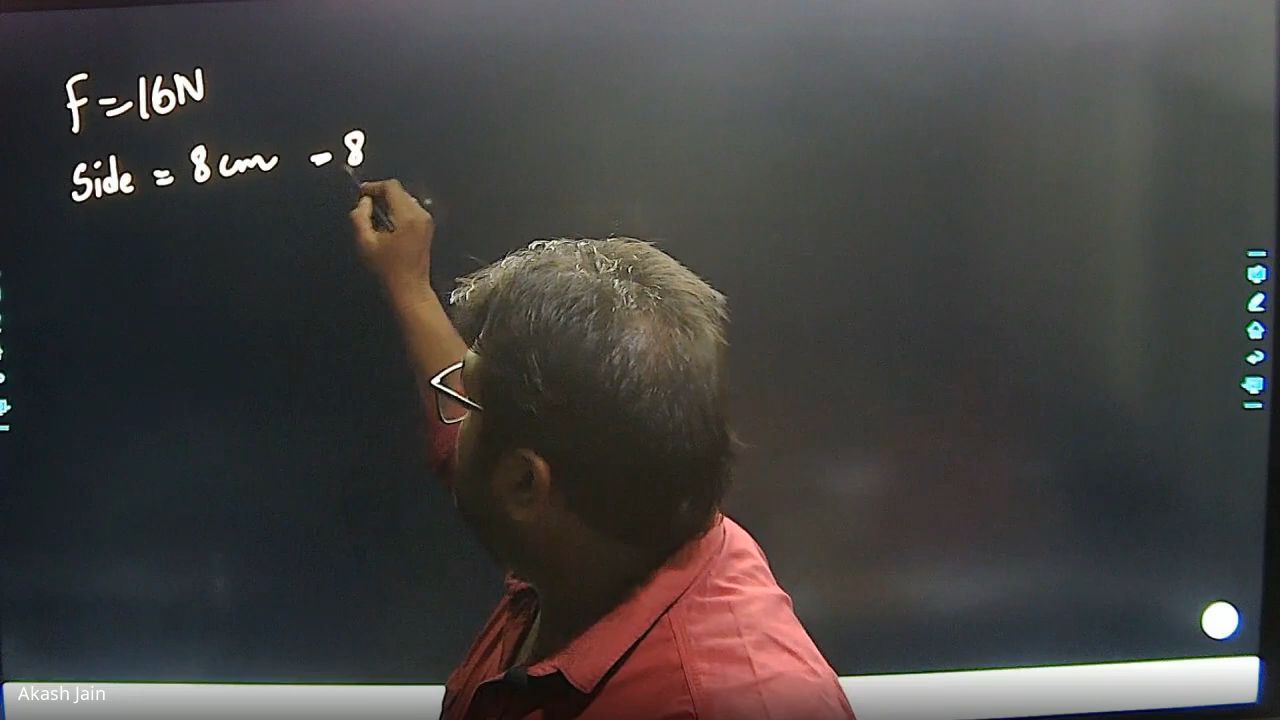 F = 16N
Side = 8 cm = 8
Akash Jain